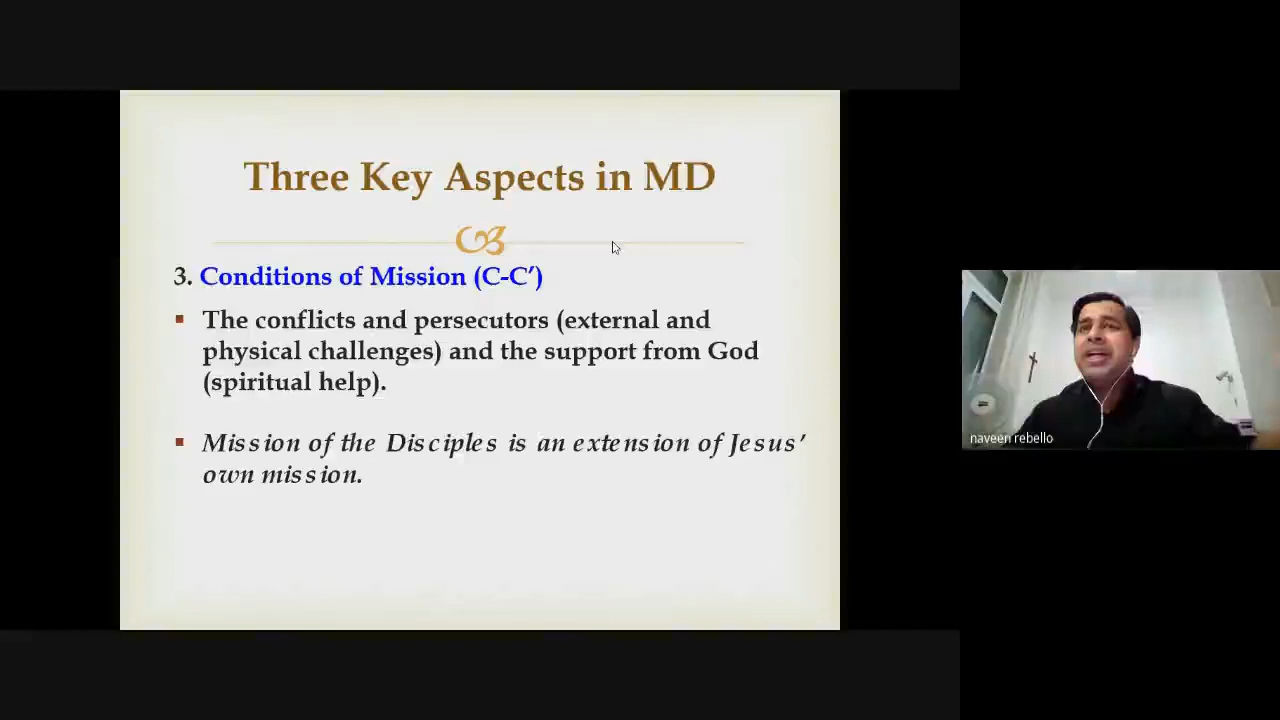 Three Key Aspects in MD
3. Conditions of Mission (C-C’)
▪ The conflicts and persecutors (external and
physical challenges) and the support from God
(spiritual help).
▪ Mission of the Disciples is an extension of Jesus’
own mission.
naveen rebello